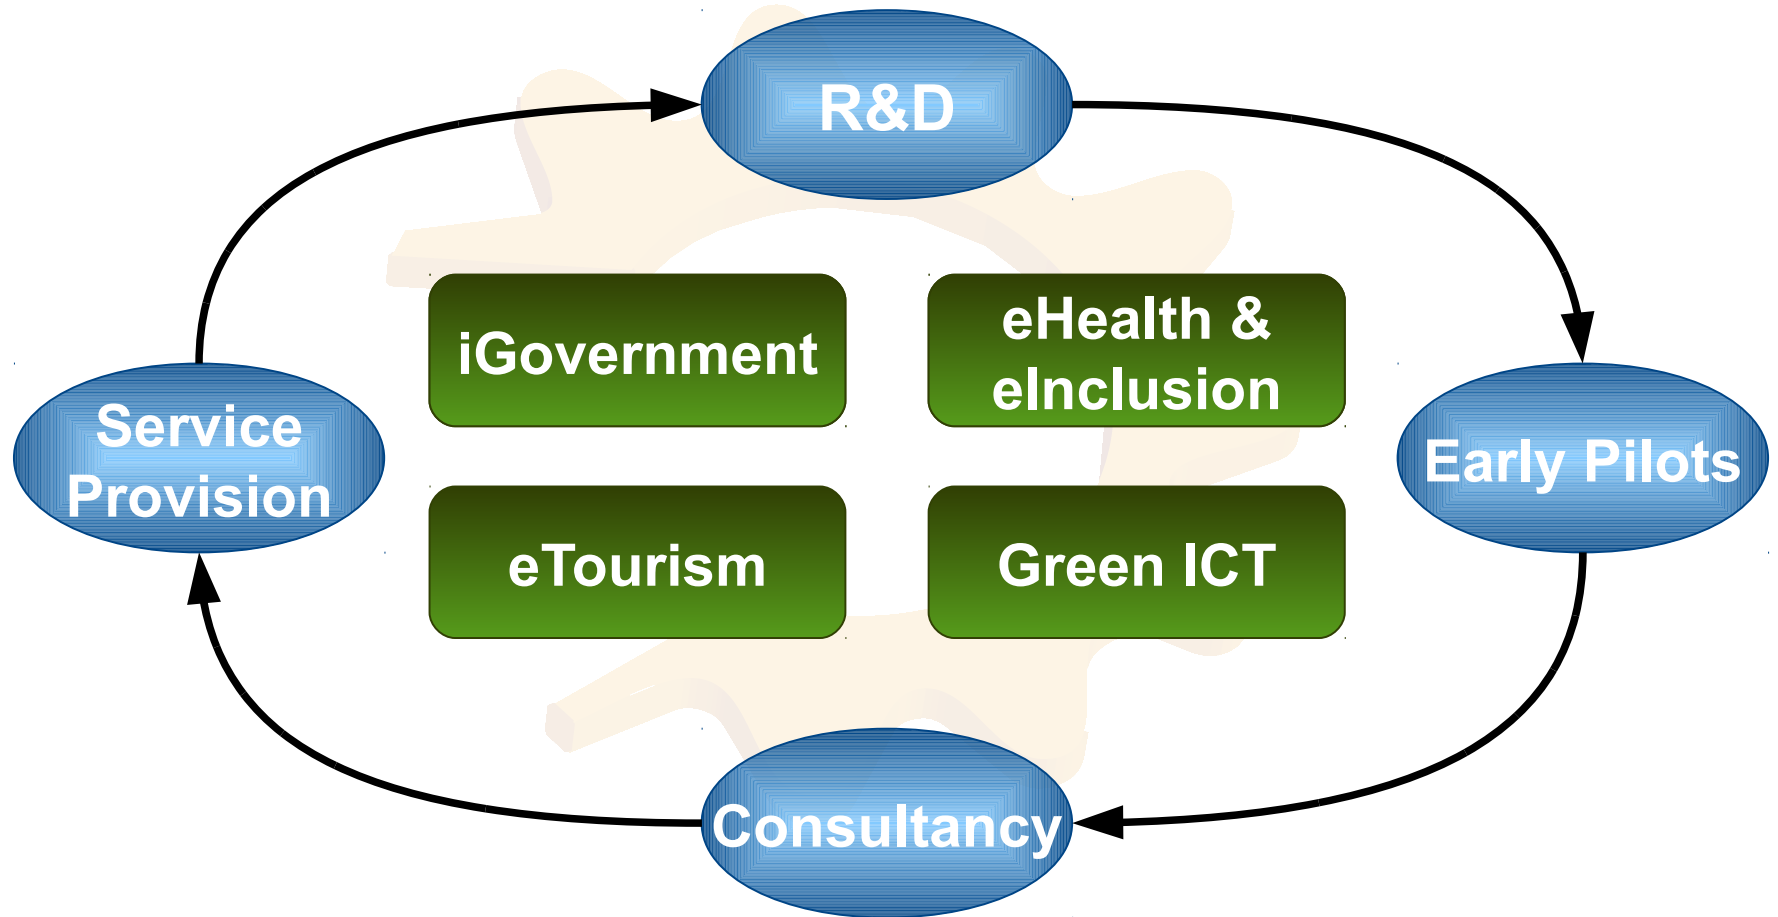 R&D
iGovernment
eHealth &
eInclusion
Service
Provision
Early Pilots
eTourism
Green ICT
Consultancy